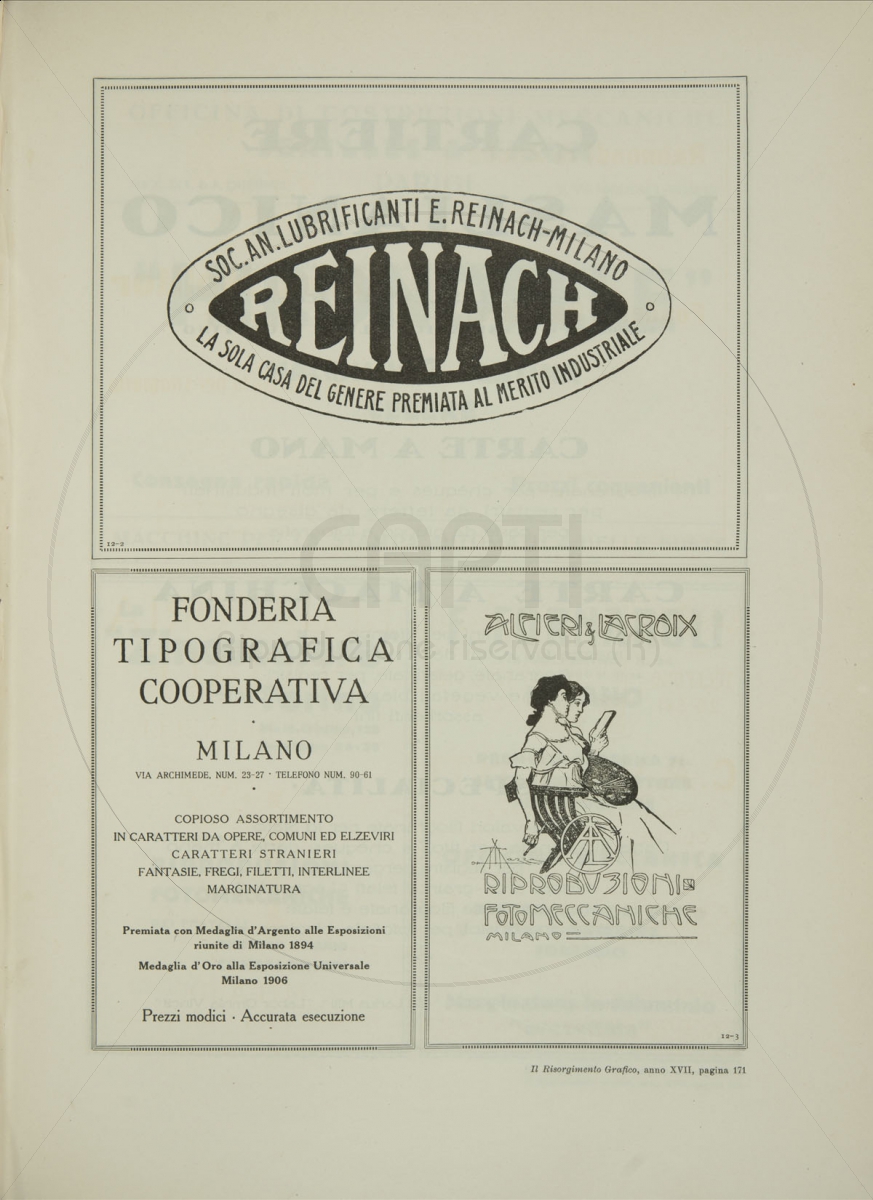 SOC. AN. LUBRIFICANTI E. REINACH-MILANO
REINACH
LA SOLA CASA DEL GENERE PREMIATA AL MERITO INDUSTRIALE
12-2
FONDERIA
TIPOGRAFICA
COOPERATIVA
MILANO
VIA ARCHIMEDE, NUM. 23-27 · TELEFONO NUM. 90-61
COPIOSO ASSORTIMENTO
IN CARATTERI DA OPERE, COMUNI ED ELZEVIRI
CARATTERI STRANIERI
FANTASIE, FREGI, FILETTI, INTERLINEE
MARGINATURA
Premiata con Medaglia d'Argento alle Esposizioni
riunite di Milano 1894
Medaglia d'Oro alla Esposizione Universale
Milano 1906
Prezzi modici · Accurata esecuzione
ALFIERI & LACROIX
RIPRODUZIONI
FOTOMECCANICHE
MILANO
12-3
Il Risorgimento Grafico, anno XVII, pagina 171
CAPTI
Riproduzione riservata (R)